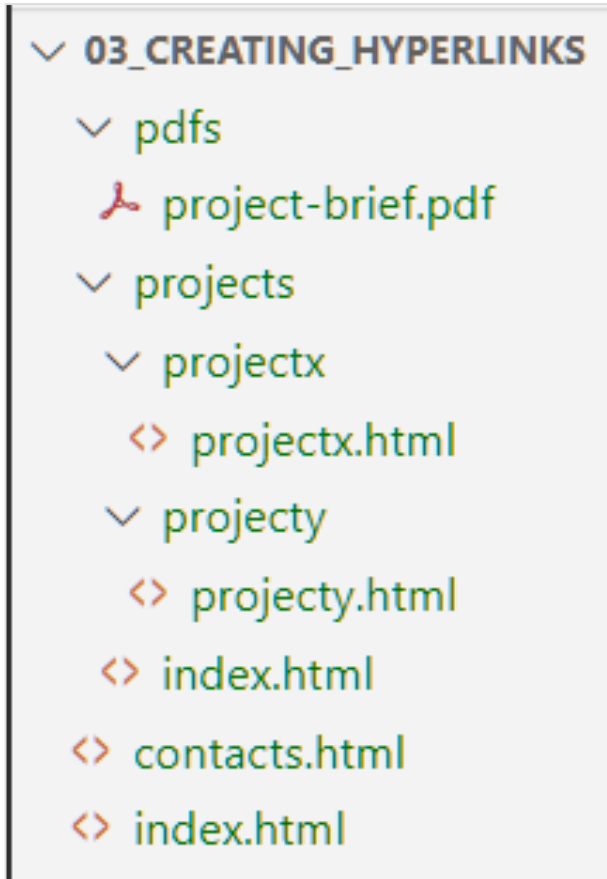 03_CREATING_HYPERLINKS
pdfs
project-brief.pdf
projects
projectx
projectx.html
projecty
projecty.html
index.html
contacts.html
index.html